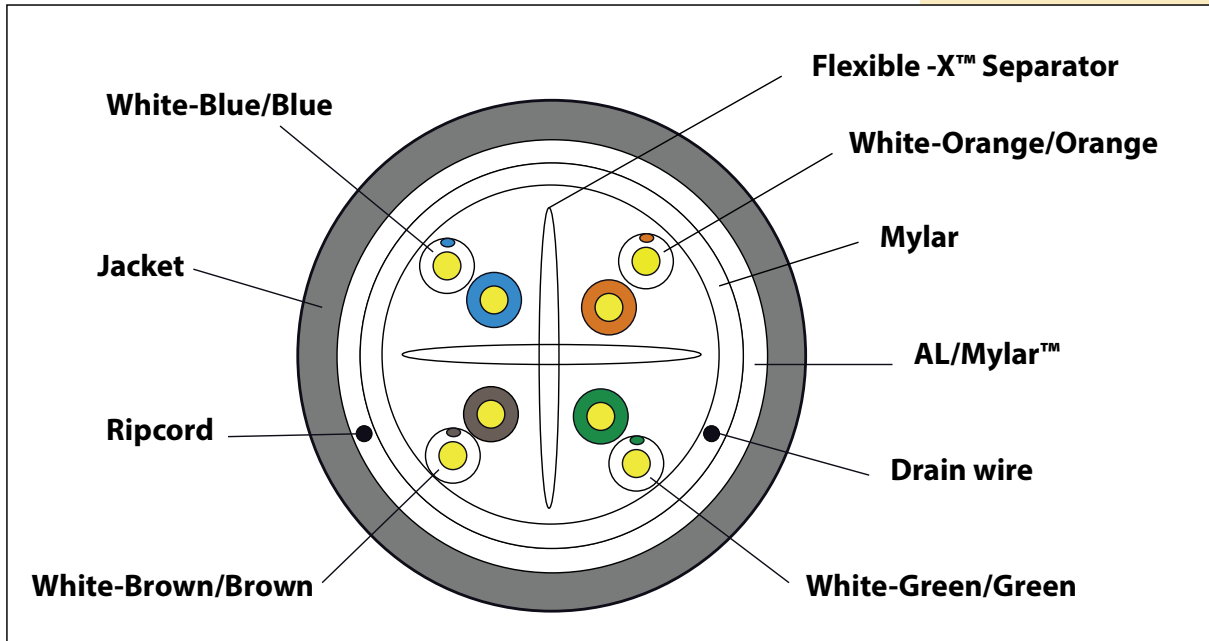 Flexible -X™ Separator
White-Blue/Blue
White-Orange/Orange
Mylar
Jacket
AL/Mylar™
Ripcord
Drain wire
White-Brown/Brown
White-Green/Green